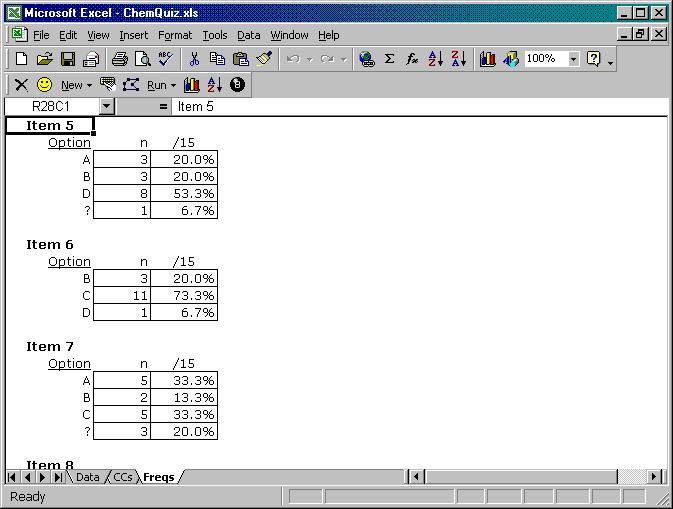 Microsoft Excel - ChemQuiz.xls
File Edit View Insert Format Tools Data Window Help
Σ fx 100% ?
New Run
R28C1 = Item 5
Item 5
Option n /15
A 3 20.0%
B 3 20.0%
D 8 53.3%
? 1 6.7%
Item 6
Option n /15
B 3 20.0%
C 11 73.3%
D 1 6.7%
Item 7
Option n /15
A 5 33.3%
B 2 13.3%
C 5 33.3%
? 3 20.0%
Item 8
Data CCs Freqs
Ready